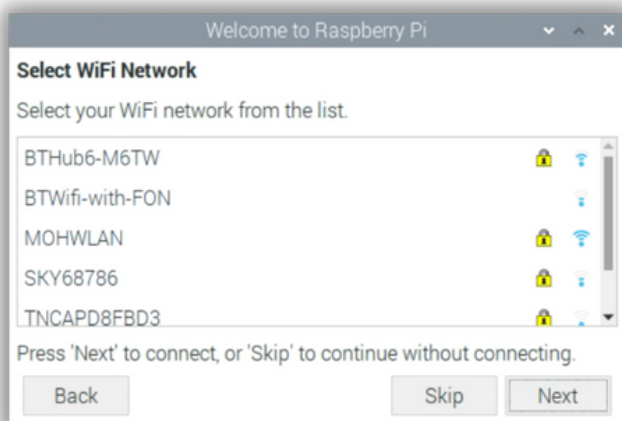 Welcome to Raspberry Pi
Select WiFi Network
Select your WiFi network from the list.
BTHub6-M6TW
BTWifi-with-FON
MOHWLAN
SKY68786
TNCAPD8FBD3
Press 'Next' to connect, or 'Skip' to continue without connecting.
Back Skip Next